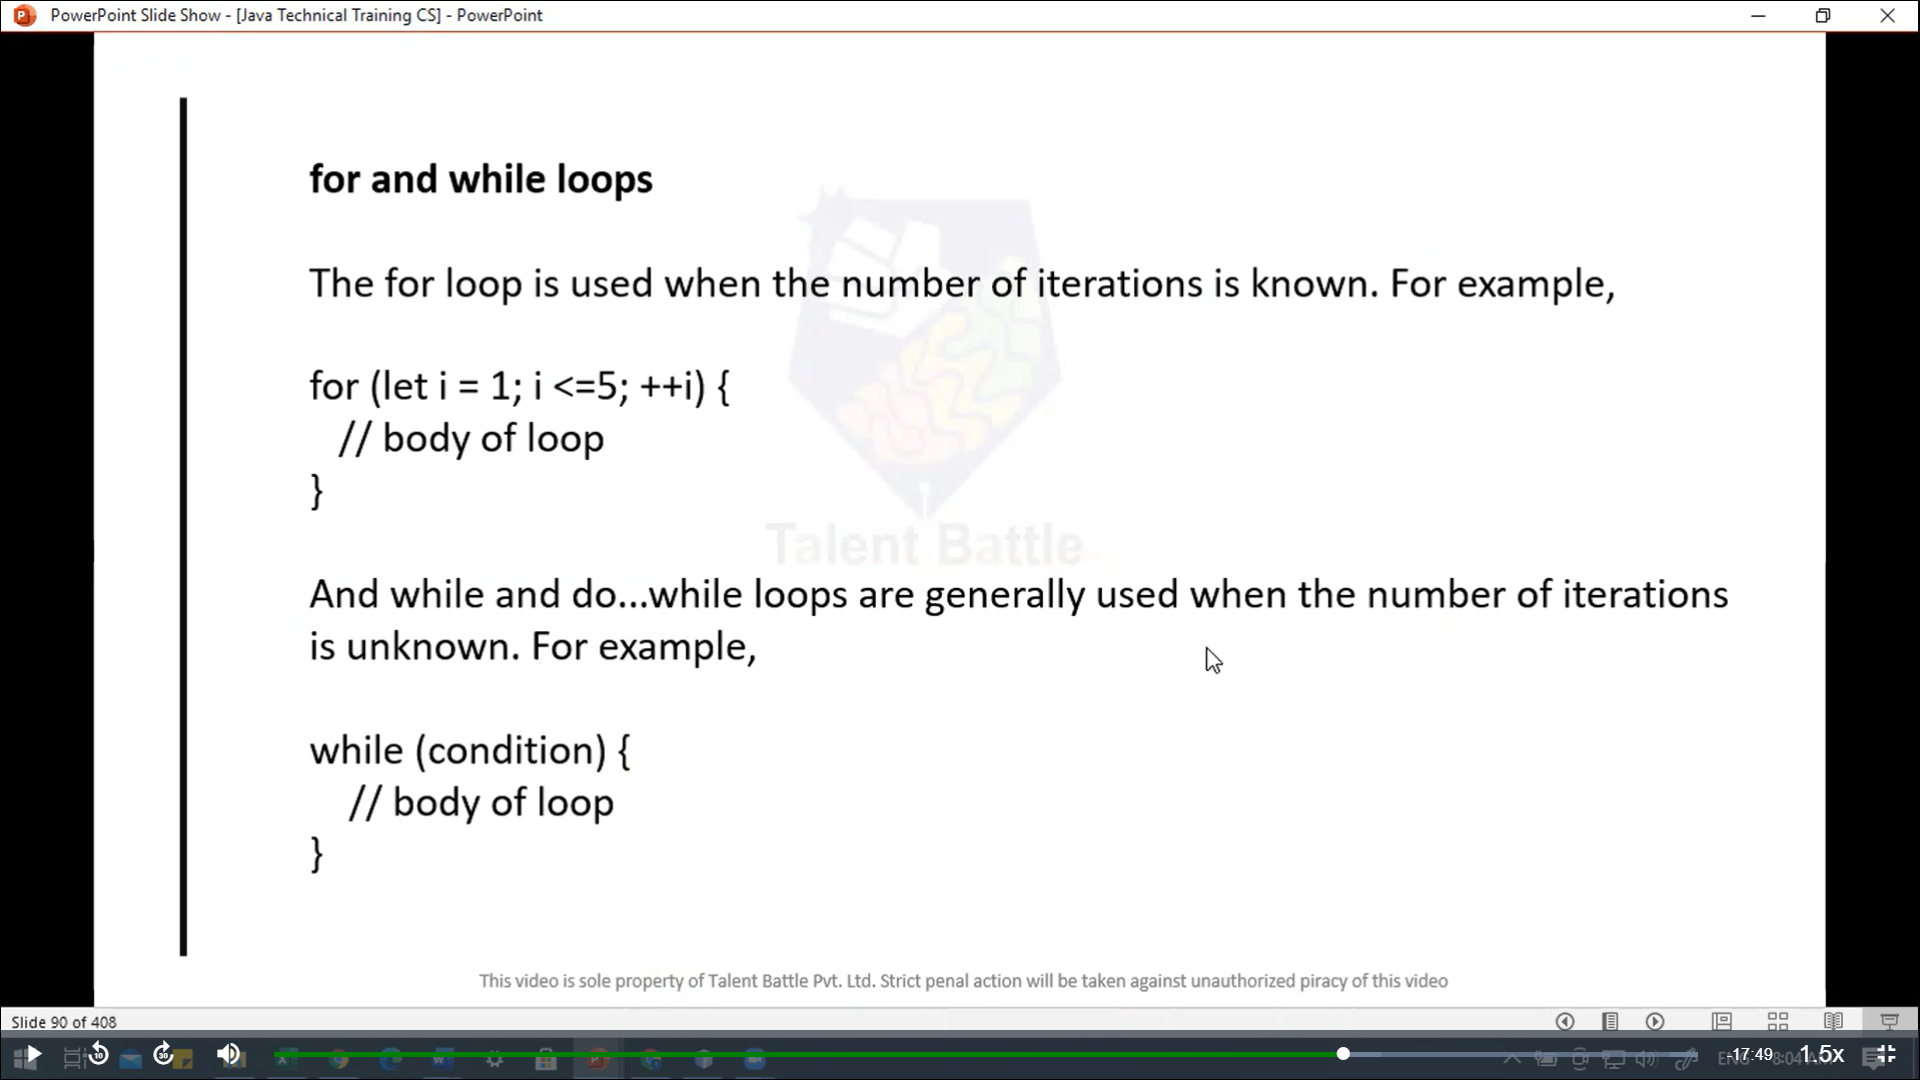 PowerPoint Slide Show - [Java Technical Training CS] - PowerPoint
for and while loops
The for loop is used when the number of iterations is known. For example,
for (let i = 1; i <=5; ++i) {
// body of loop
}
Talent Battle
And while and do...while loops are generally used when the number of iterations
is unknown. For example,
while (condition) {
// body of loop
}
This video is sole property of Talent Battle Pvt. Ltd. Strict penal action will be taken against unauthorized piracy of this video
Slide 90 of 408
10
30
-17:49
1.5x